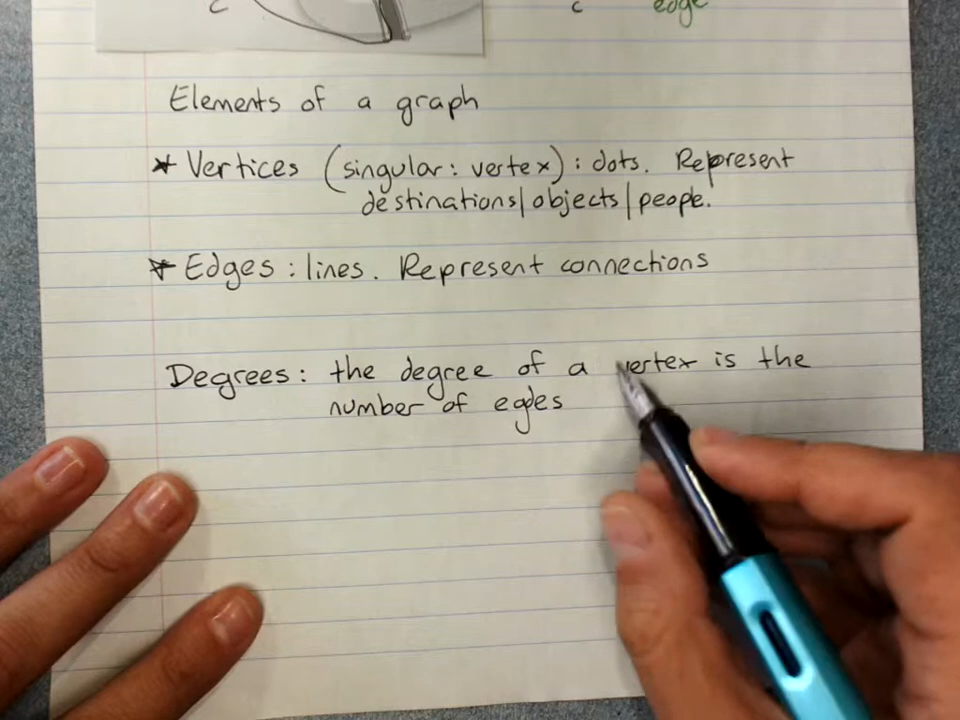 c c edge
Elements of a graph
* Vertices (singular: vertex): dots. Represent
destinations/objects/people.
* Edges: lines. Represent connections
Degrees: the degree of a vertex is the
number of egdes